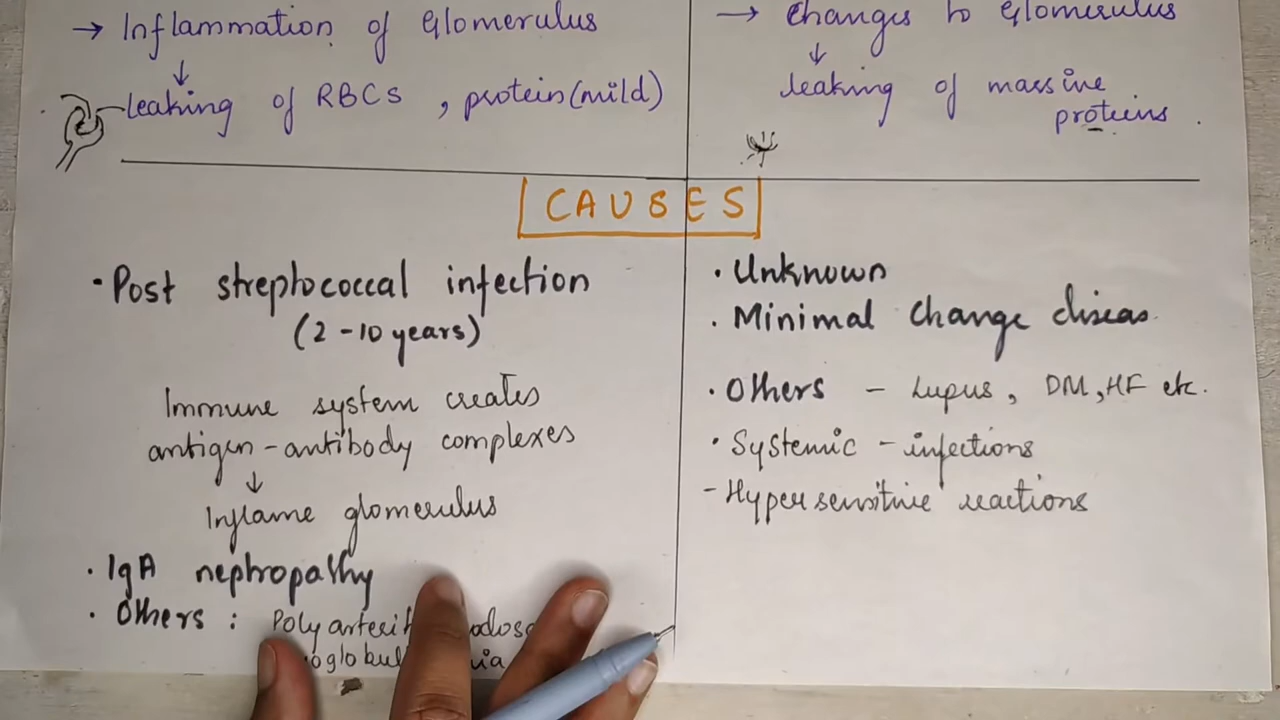 → Inflammation of Glomerulus
↓
leaking of RBCs , protein (mild)
→ Changes to Glomerulus
↓
leaking of massive
proteins .
CAUSES
· Post streptococcal infection
(2-10 years)
Immune system creates
antigen-antibody complexes
↓
Inflame glomerulus
· IgA nephropathy
· Others :
· Unknown
· Minimal Change diseas
· Others - Lupus , DM, HF etc.
· Systemic - infections
- Hypersensitive reactions